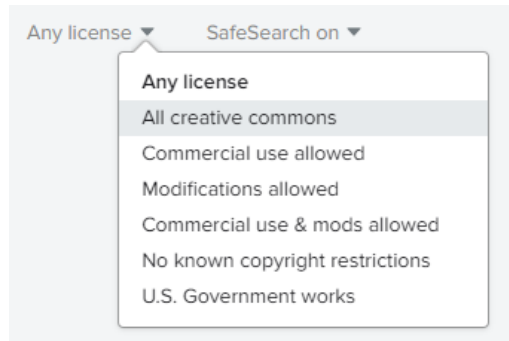 Any license ▼ SafeSearch on ▼
Any license
All creative commons
Commercial use allowed
Modifications allowed
Commercial use & mods allowed
No known copyright restrictions
U.S. Government works